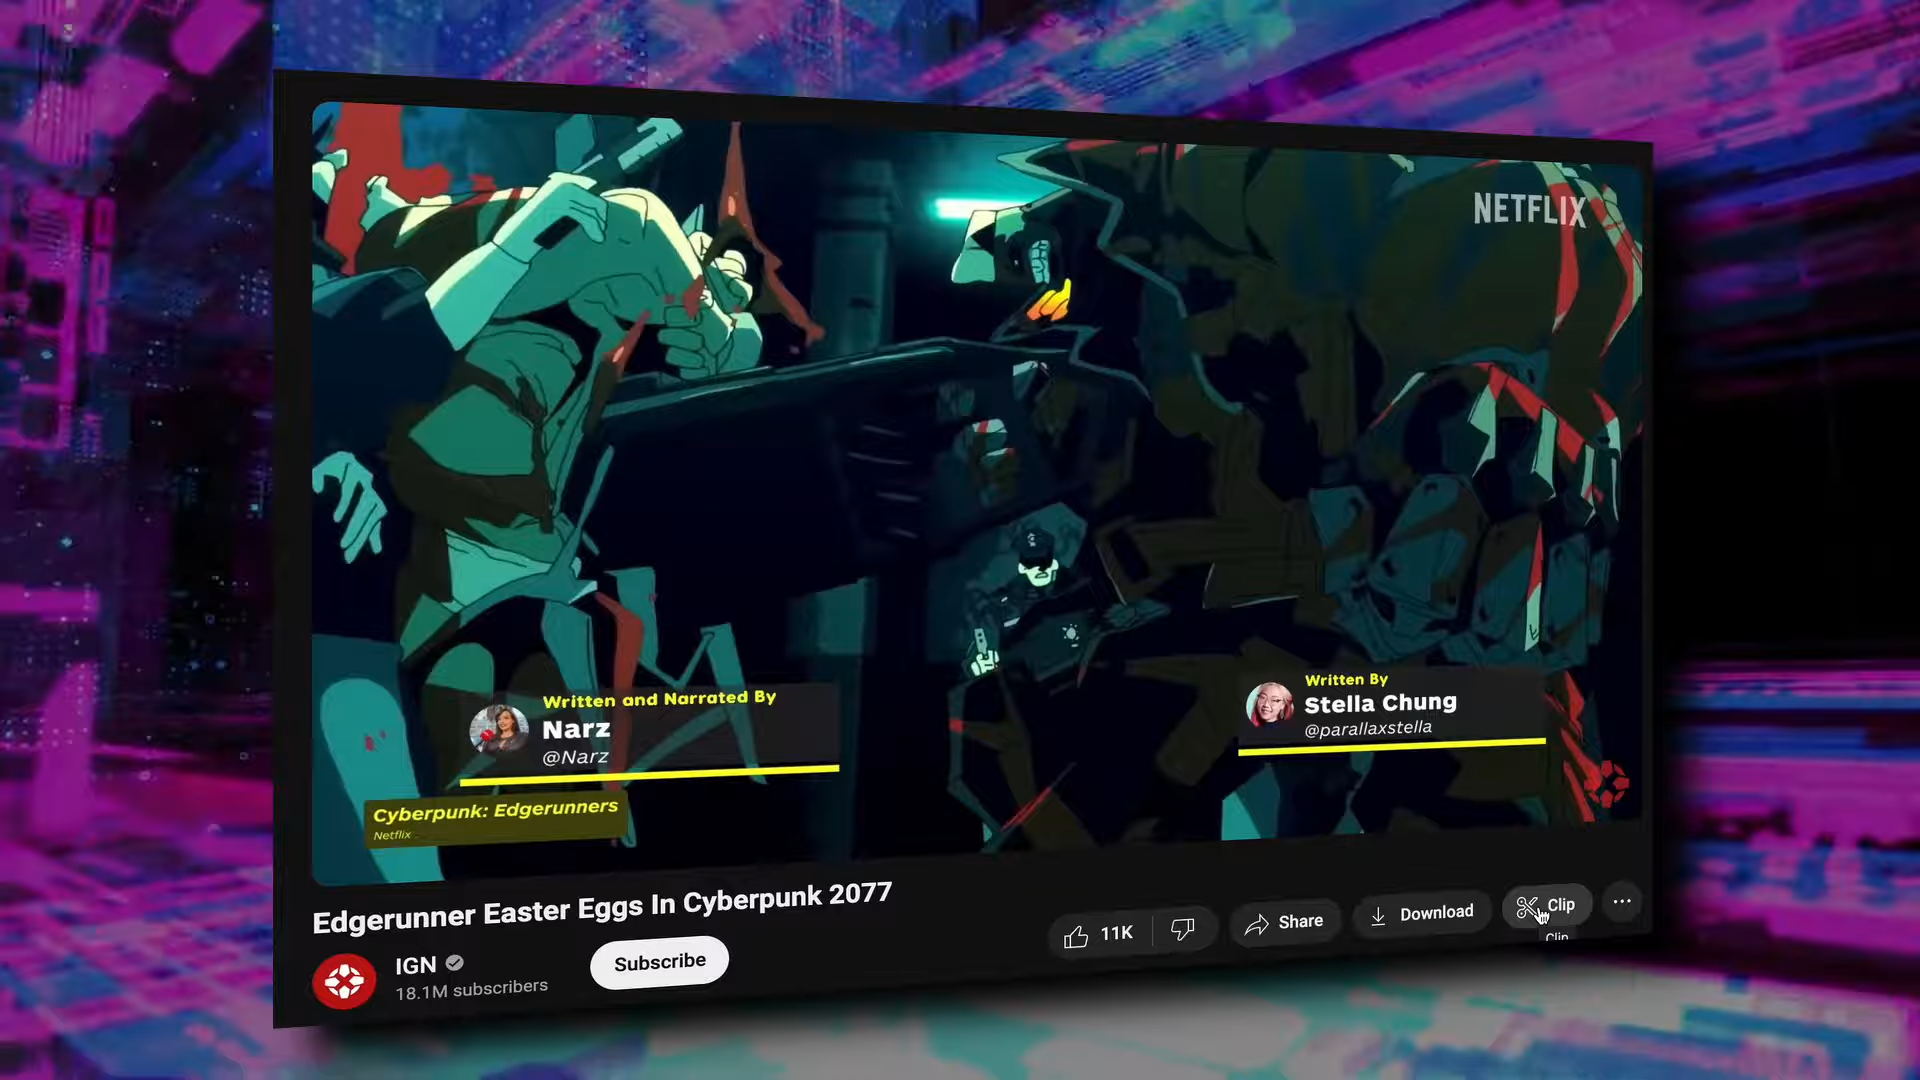 NETFLIX
Written and Narrated By
Narz
@Narz
Written By
Stella Chung
@parallaxstella
Cyberpunk: Edgerunners
Netflix
Edgerunner Easter Eggs In Cyberpunk 2077
IGN
18.1M subscribers
Subscribe
11K
Share
Download
Clip
Clip